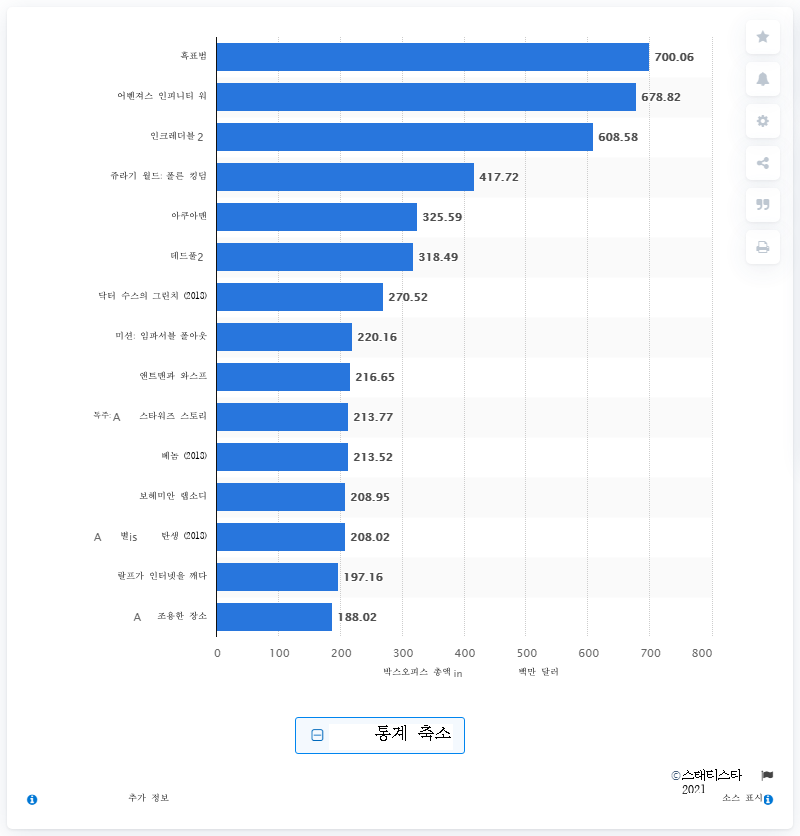 흑표범 700.06
어벤져스 인피니티 워 678.82
인크레더블 2 608.58
쥬라기 월드: 폴른 킹덤 417.72
아쿠아맨 325.59
데드풀2 318.49
닥터 수스의 그린치 (2018) 270.52
미션: 임파서블 폴아웃 220.16
앤트맨과 와스프 216.65
독주: A 스타워즈 스토리 213.77
베놈 (2018) 213.52
보헤미안 랩소디 208.95
A 별is 탄생 (2018) 208.02
랄프가 인터넷을 깨다 197.16
A 조용한 장소 188.02
0 100 200 300 400 500 600 700 800
박스오피스 총액 in 백만 달러
통계 축소
©스태티스타
2021
추가 정보 소스 표시